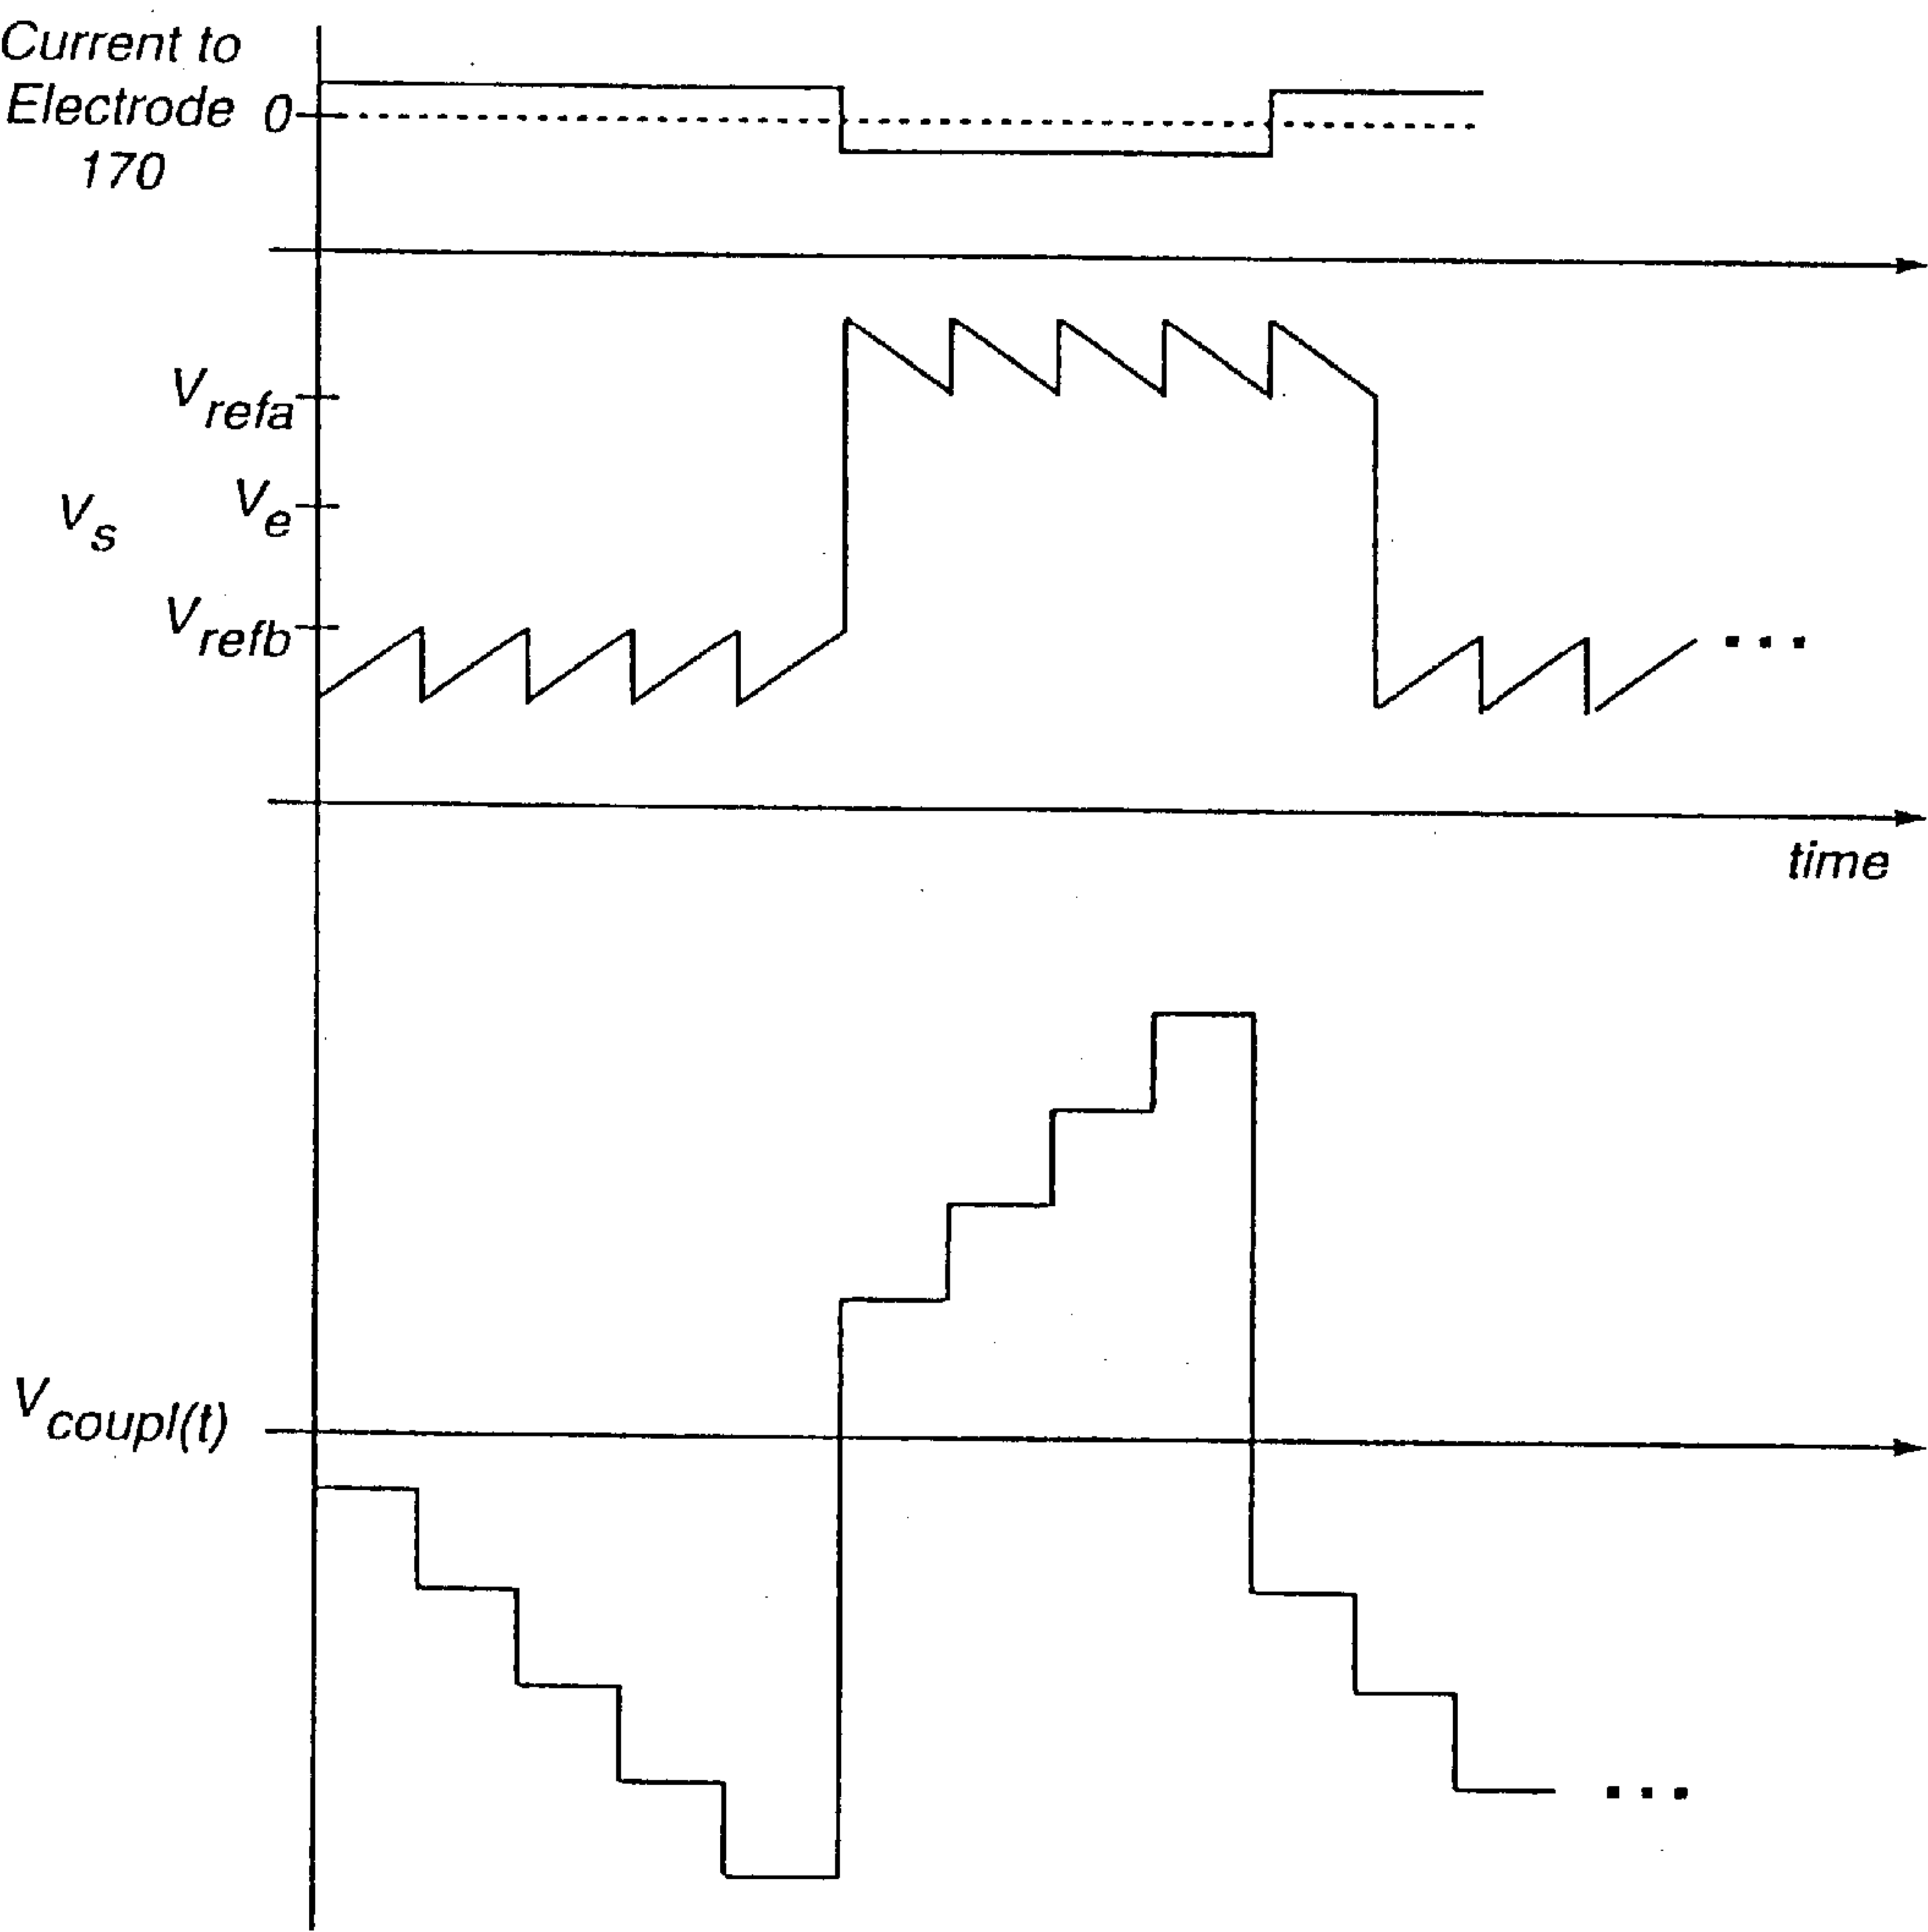 Current to
Electrode 0
170
Vrefa
Ve
Vs
Vrefb
time
Vcoupl(t)